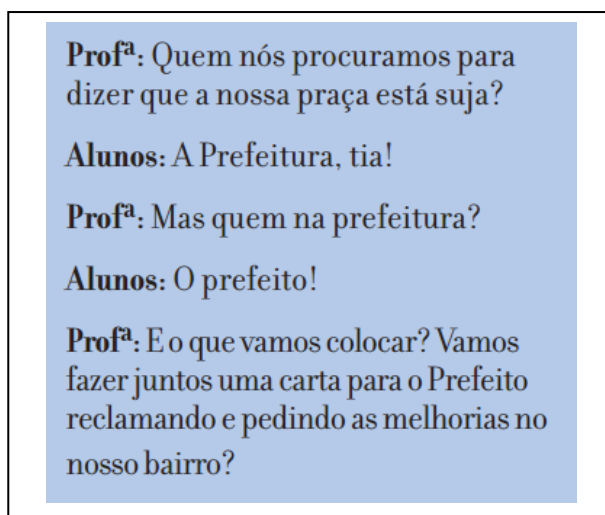 Profª: Quem nós procuramos para
dizer que a nossa praça está suja?
Alunos: A Prefeitura, tia!
Profª: Mas quem na prefeitura?
Alunos: O prefeito!
Profª: E o que vamos colocar? Vamos
fazer juntos uma carta para o Prefeito
reclamando e pedindo as melhorias no
nosso bairro?